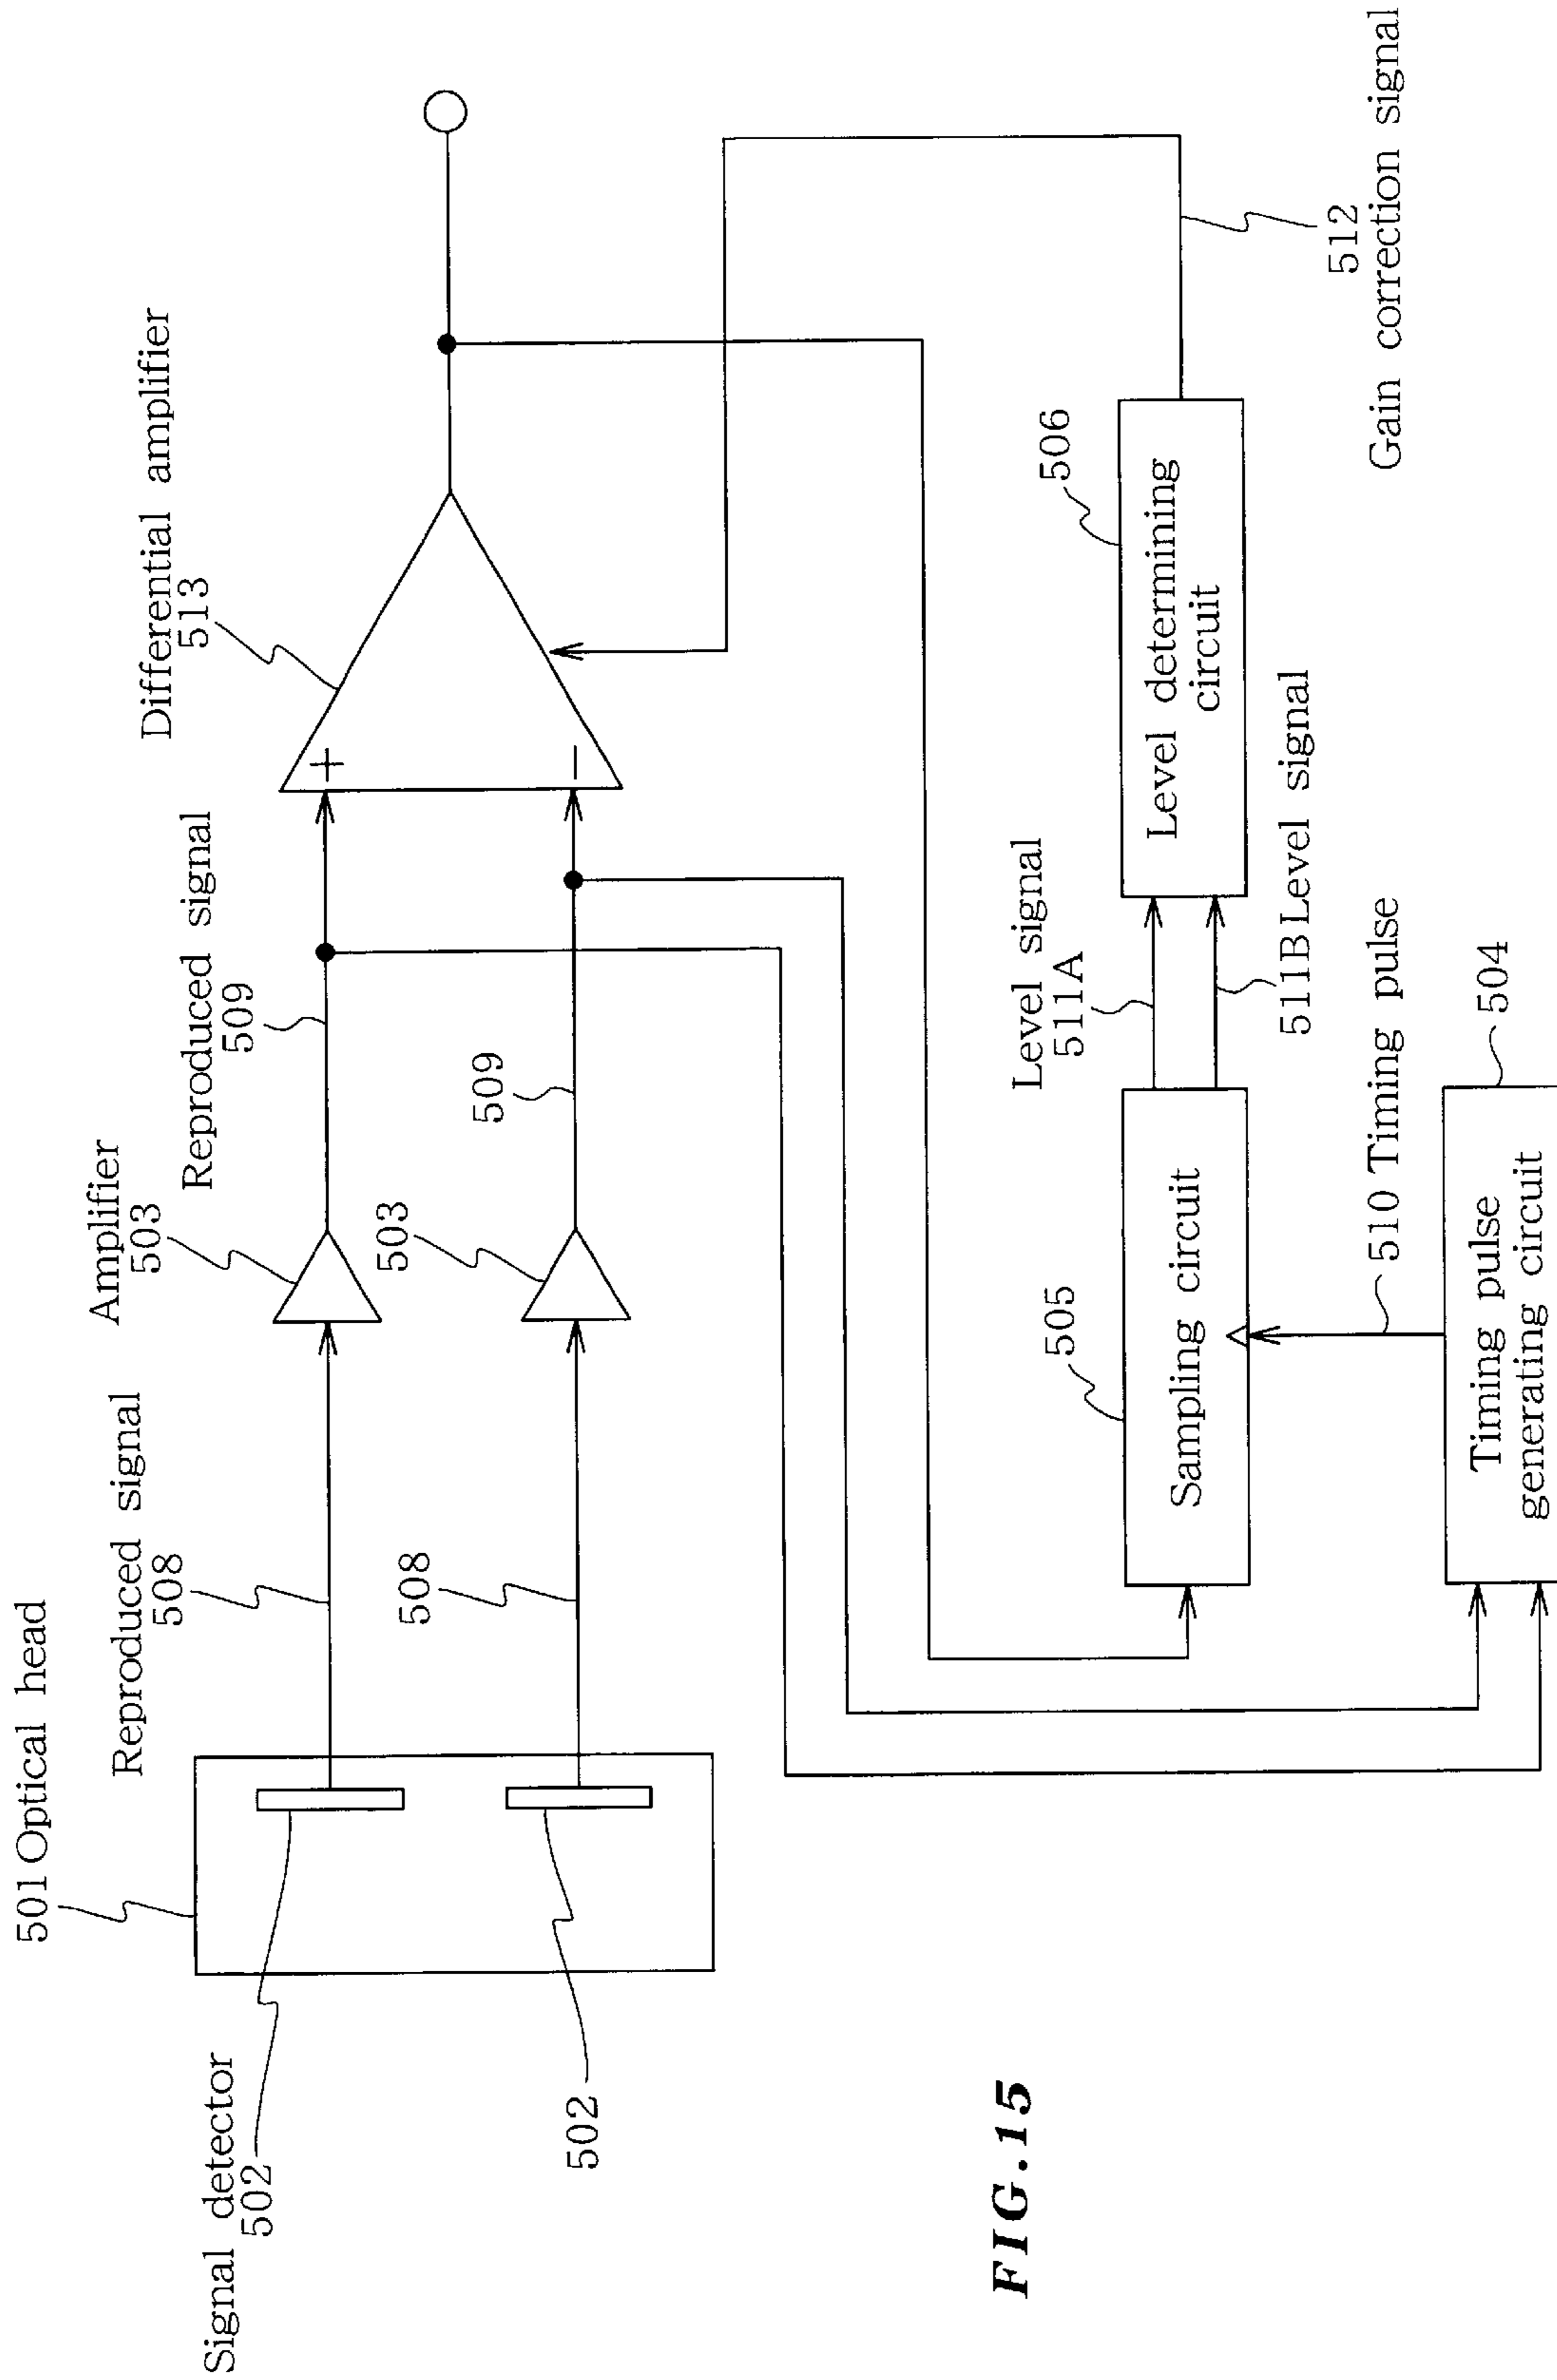 501 Optical head
Signal detector
502
502
Reproduced signal
508
508
Amplifier
503
503
Reproduced signal
509
509
Differential amplifier
513
+
−
505
Sampling circuit
Level signal
511A
511B Level signal
506
Level determining
circuit
512
Gain correction signal
510 Timing pulse
504
Timing pulse
generating circuit
FIG.15